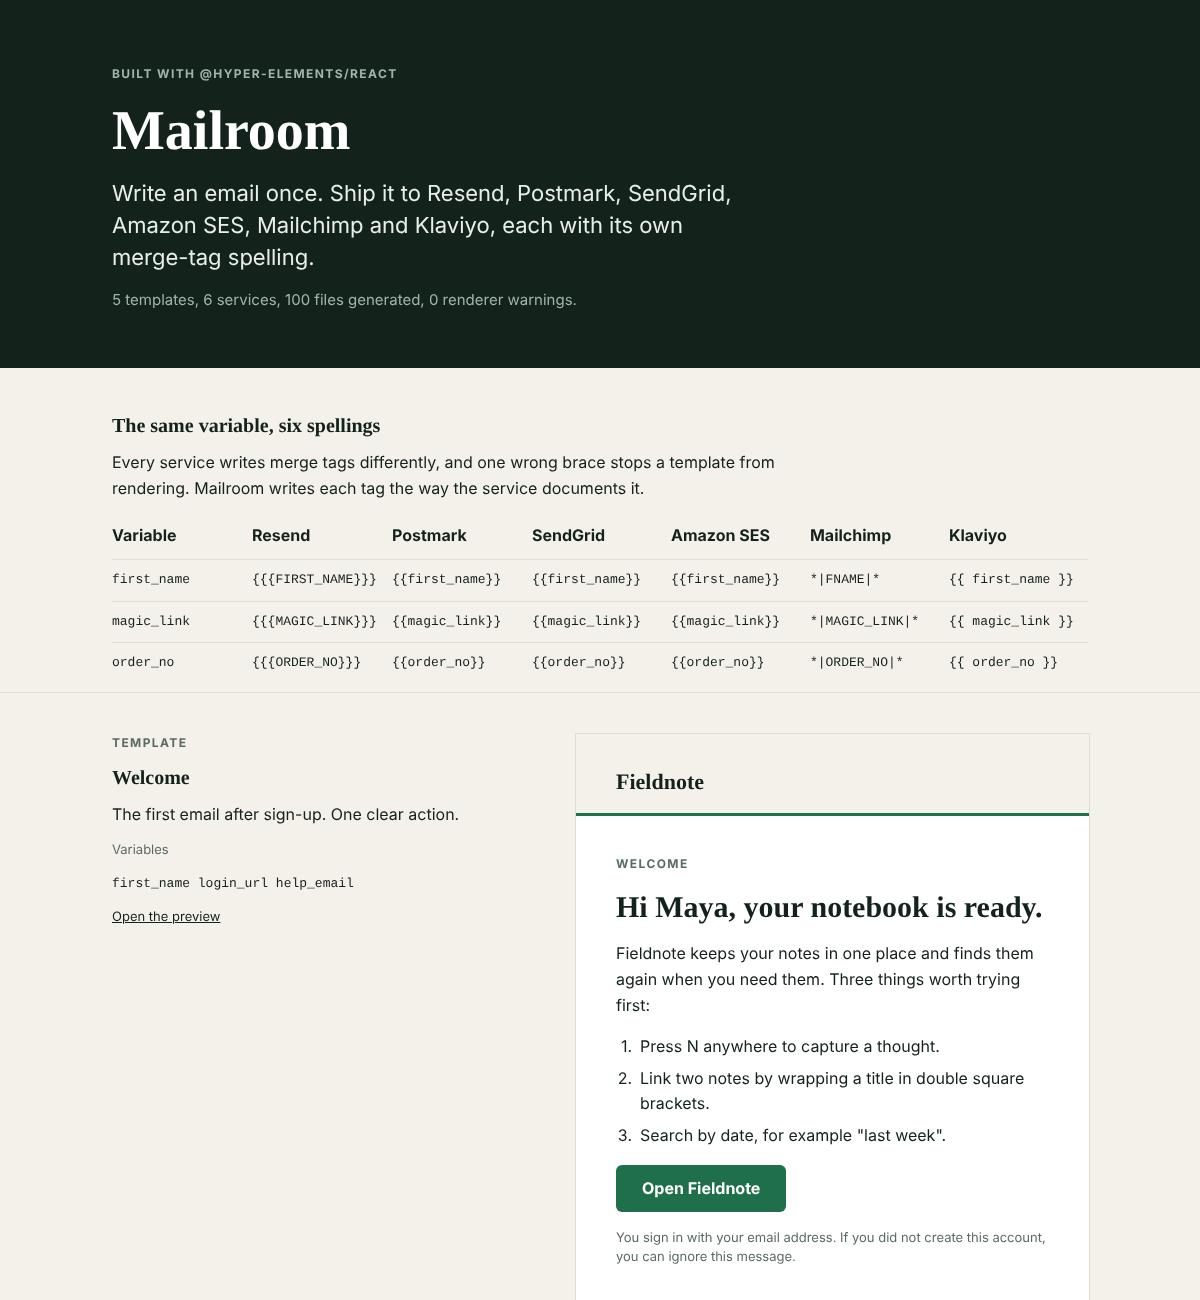 BUILT WITH @HYPER-ELEMENTS/REACT
Mailroom
Write an email once. Ship it to Resend, Postmark, SendGrid,
Amazon SES, Mailchimp and Klaviyo, each with its own
merge-tag spelling.
5 templates, 6 services, 100 files generated, 0 renderer warnings.
The same variable, six spellings
Every service writes merge tags differently, and one wrong brace stops a template from
rendering. Mailroom writes each tag the way the service documents it.
Variable Resend Postmark SendGrid Amazon SES Mailchimp Klaviyo
first_name {{{FIRST_NAME}}} {{first_name}} {{first_name}} {{first_name}} *|FNAME|* {{ first_name }}
magic_link {{{MAGIC_LINK}}} {{magic_link}} {{magic_link}} {{magic_link}} *|MAGIC_LINK|* {{ magic_link }}
order_no {{{ORDER_NO}}} {{order_no}} {{order_no}} {{order_no}} *|ORDER_NO|* {{ order_no }}
TEMPLATE
Welcome
The first email after sign-up. One clear action.
Variables
first_name login_url help_email
Open the preview
Fieldnote
WELCOME
Hi Maya, your notebook is ready.
Fieldnote keeps your notes in one place and finds them
again when you need them. Three things worth trying
first:
1. Press N anywhere to capture a thought.
2. Link two notes by wrapping a title in double square
brackets.
3. Search by date, for example "last week".
Open Fieldnote
You sign in with your email address. If you did not create this account,
you can ignore this message.